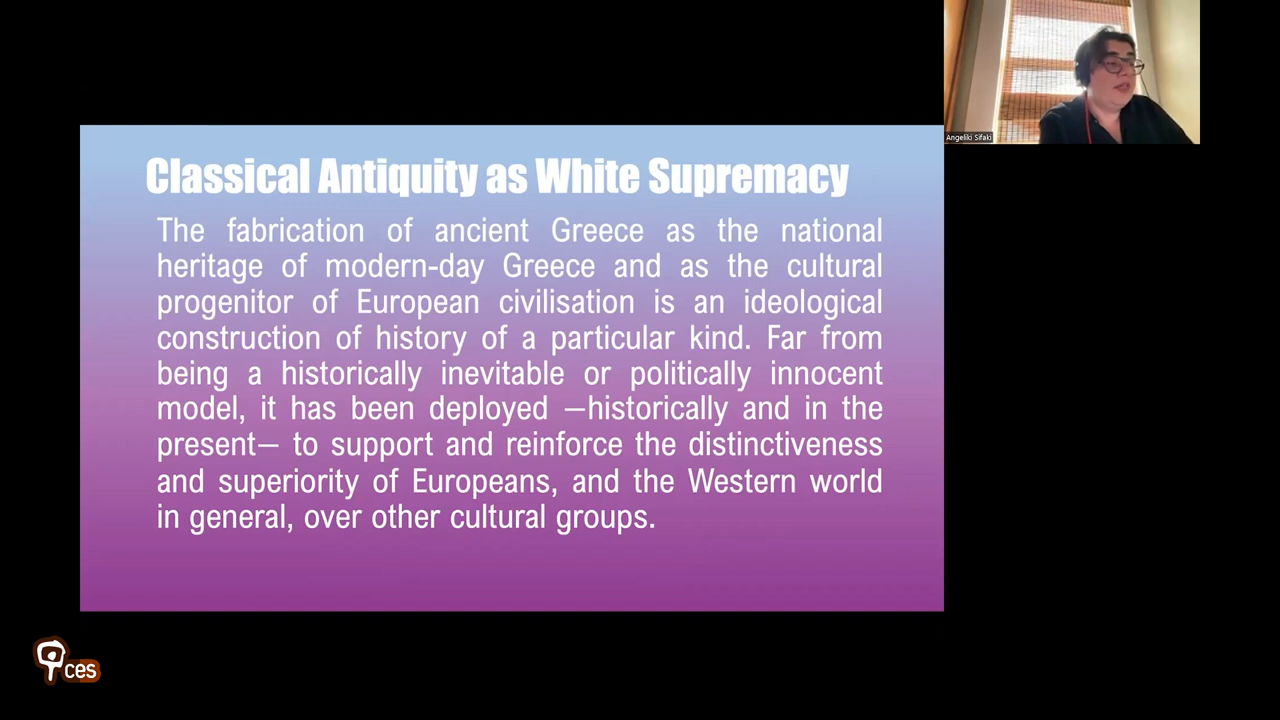 Angeliki Sifaki
Classical Antiquity as White Supremacy
The fabrication of ancient Greece as the national
heritage of modern-day Greece and as the cultural
progenitor of European civilisation is an ideological
construction of history of a particular kind. Far from
being a historically inevitable or politically innocent
model, it has been deployed —historically and in the
present— to support and reinforce the distinctiveness
and superiority of Europeans, and the Western world
in general, over other cultural groups.
ces